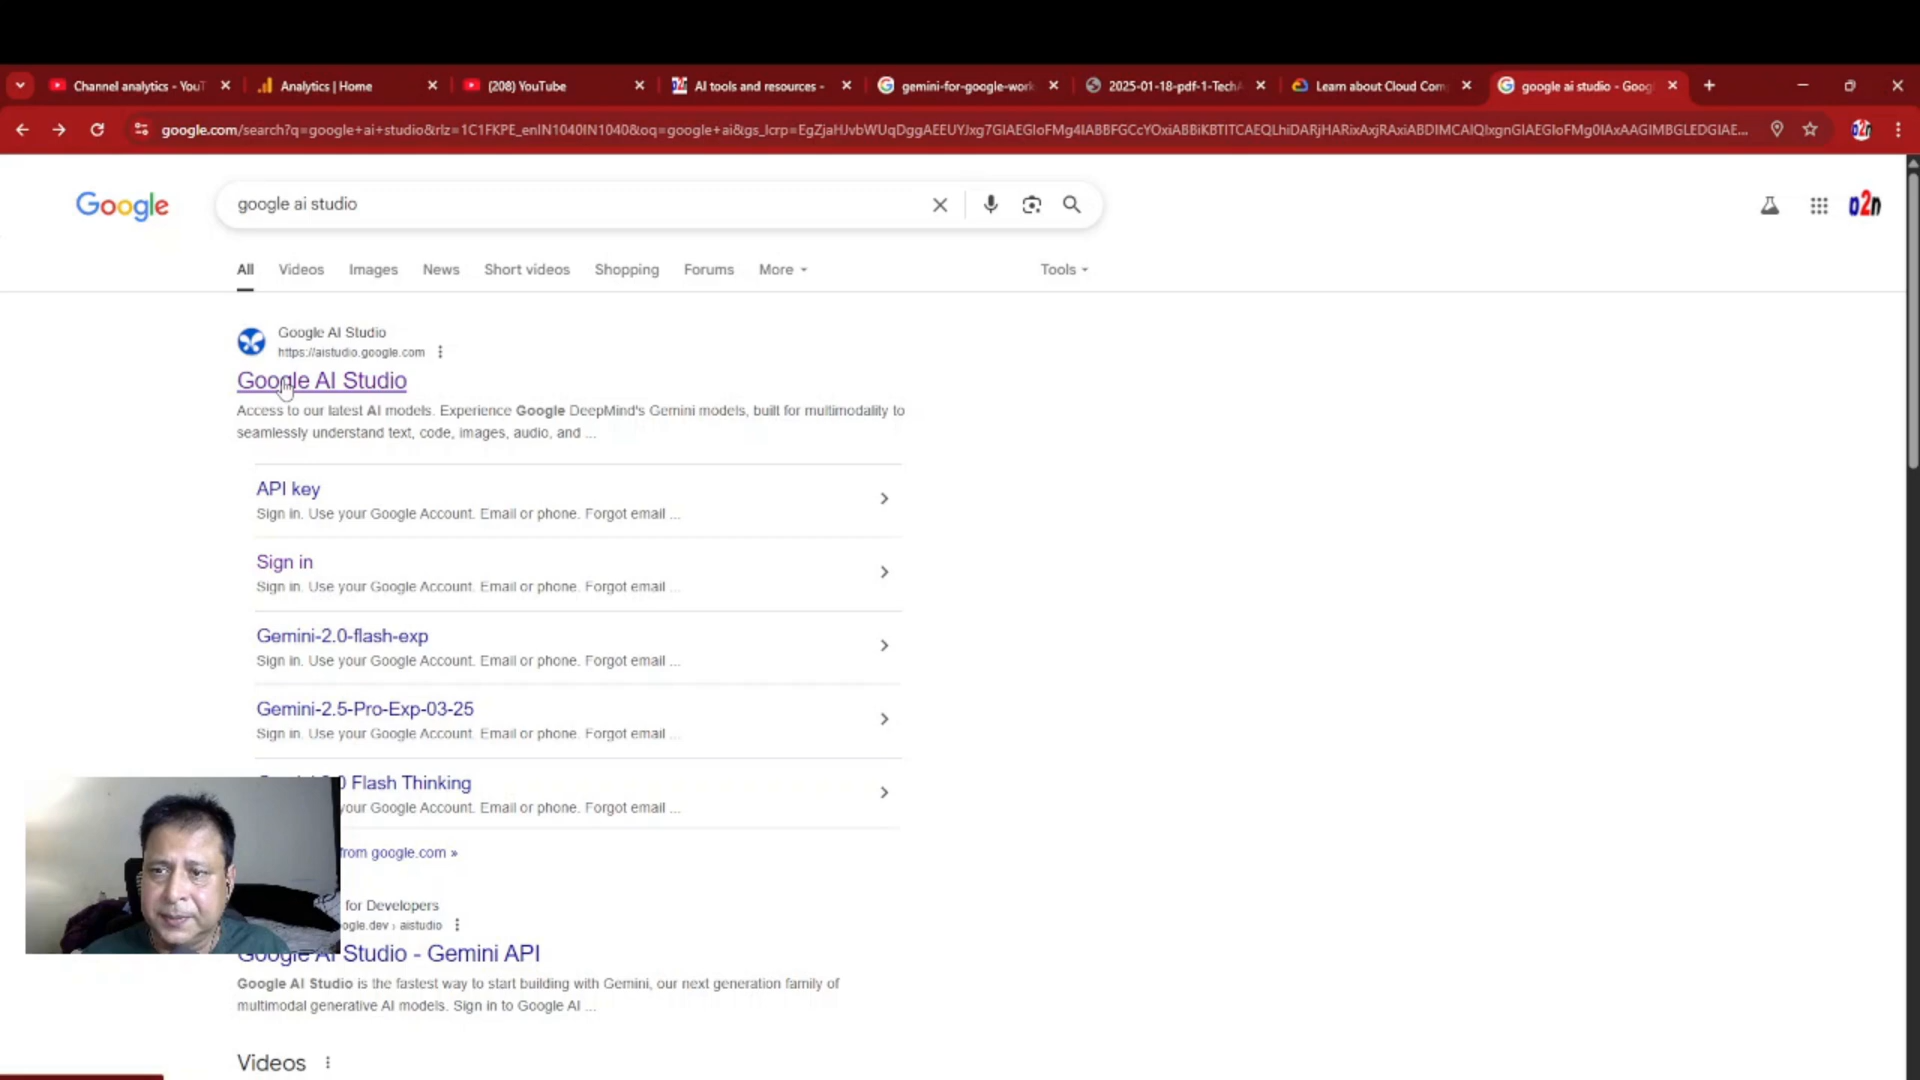 Channel analytics - YouT
Analytics | Home
(208) YouTube
AI tools and resources -
gemini-for-google-work
2025-01-18-pdf-1-TechA
Learn about Cloud Com
google ai studio - Goog
google.com/search?q=google+ai+studio&rlz=1C1FKPE_enIN1040IN1040&oq=google+ai&gs_lcrp=
Google
google ai studio
o2n
All
Videos
Images
News
Short videos
Shopping
Forums
More
Tools
Google AI Studio
https://aistudio.google.com
Google AI Studio
Access to our latest AI models. Experience Google DeepMind's Gemini models, built for multimodality to
seamlessly understand text, code, images, audio, and ...
API key
Sign in. Use your Google Account. Email or phone. Forgot email ...
Sign in
Sign in. Use your Google Account. Email or phone. Forgot email ...
Gemini-2.0-flash-exp
Sign in. Use your Google Account. Email or phone. Forgot email ...
Gemini-2.5-Pro-Exp-03-25
Sign in. Use your Google Account. Email or phone. Forgot email ...
Flash Thinking
your Google Account. Email or phone. Forgot email ...
from google.com »
for Developers
ogle.dev › aistudio
Google AI Studio - Gemini API
Google AI Studio is the fastest way to start building with Gemini, our next generation family of
multimodal generative AI models. Sign in to Google AI ...
Videos